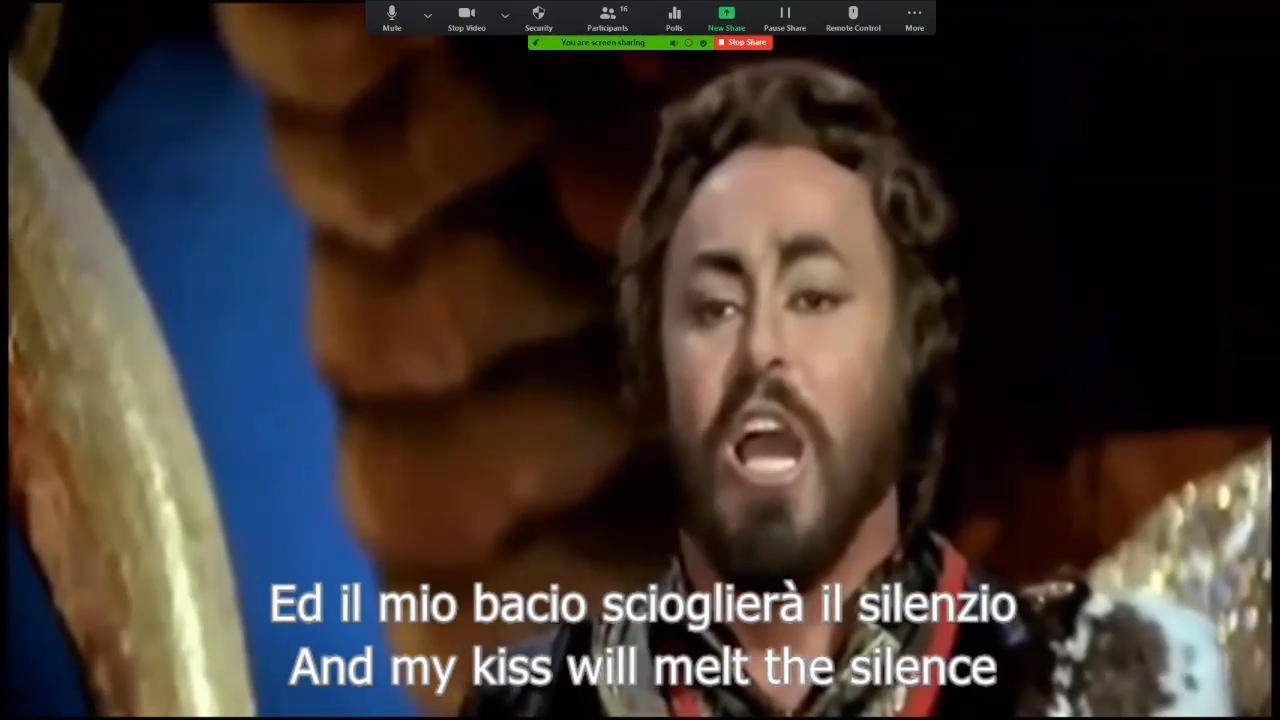 16
Mute
Stop Video
Security
Participants
Polls
New Share
Pause Share
Remote Control
More
You are screen sharing
Stop Share
Ed il mio bacio scioglierà il silenzio
And my kiss will melt the silence